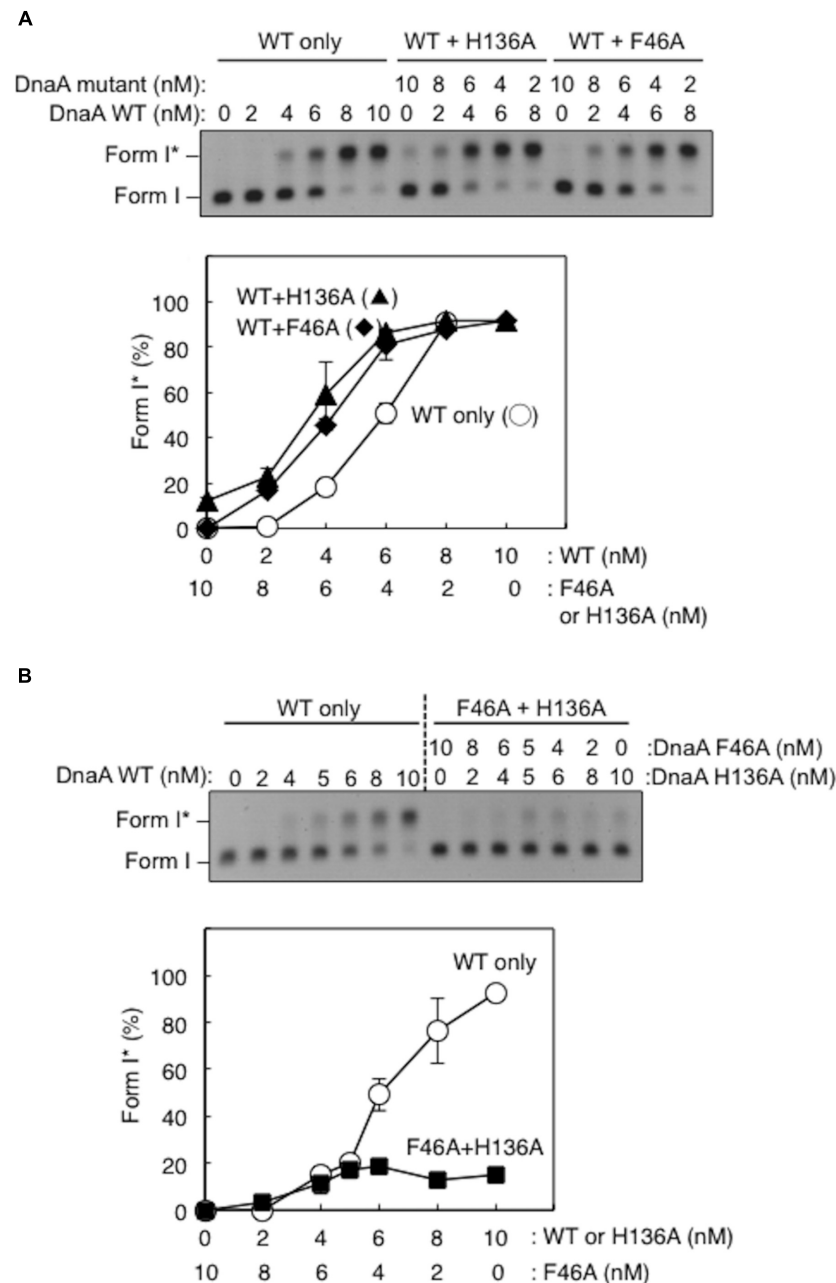 A
WT only WT + H136A WT + F46A
DnaA mutant (nM): 10 8 6 4 2 10 8 6 4 2
DnaA WT (nM): 0 2 4 6 8 10 0 2 4 6 8 0 2 4 6 8
Form I*
Form I
100
80
60
40
20
0
Form I* (%)
WT+H136A (▲)
WT+F46A (◆)
WT only (○)
0 2 4 6 8 10 : WT (nM)
10 8 6 4 2 0 : F46A
or H136A (nM)
B
WT only F46A + H136A
10 8 6 5 4 2 0 :DnaA F46A (nM)
DnaA WT (nM): 0 2 4 5 6 8 10 0 2 4 5 6 8 10 :DnaA H136A (nM)
Form I*
Form I
100
80
60
40
20
0
Form I* (%)
WT only
F46A+H136A
0 2 4 6 8 10 : WT or H136A (nM)
10 8 6 4 2 0 : F46A (nM)